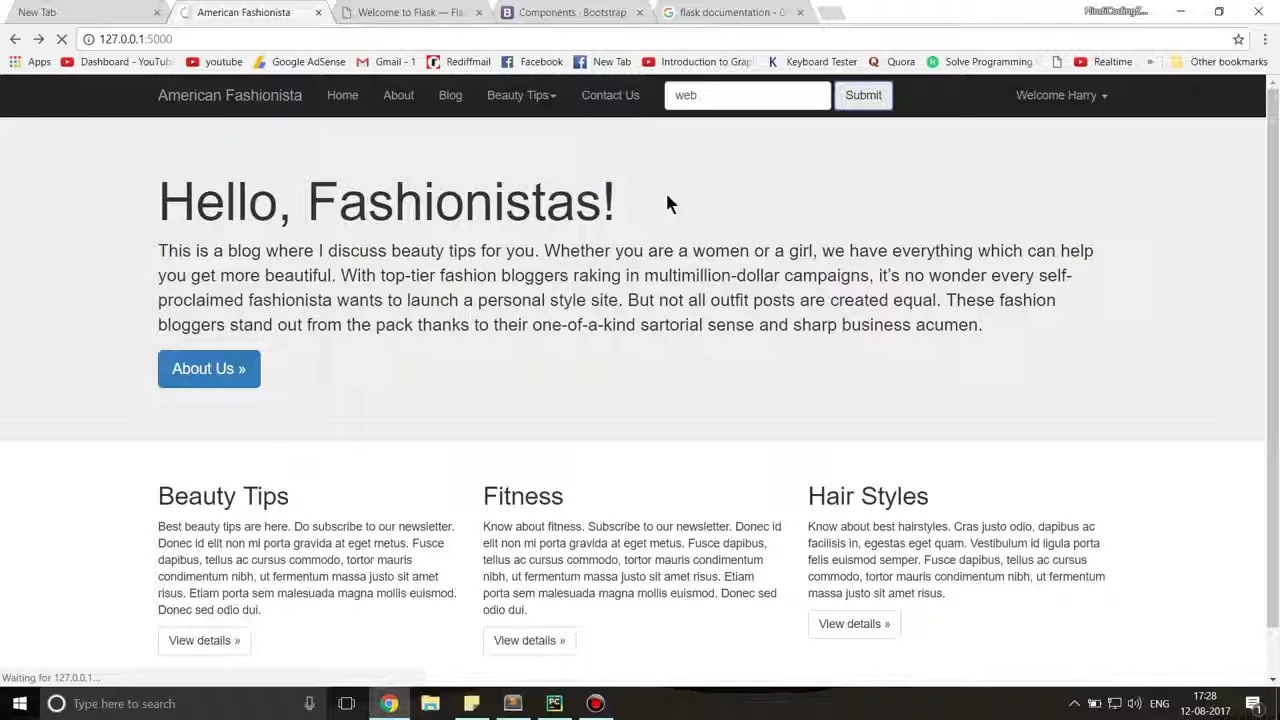 New Tab
American Fashionista
Welcome to Flask — Fla
Components · Bootstrap
flask documentation - G
127.0.0.1:5000
Apps
Dashboard - YouTub
youtube
Google AdSense
Gmail - 1
Rediffmail
Facebook
New Tab
Introduction to Grap
Keyboard Tester
Quora
Solve Programming
Realtime
»
Other bookmarks
American Fashionista
Home
About
Blog
Beauty Tips
Contact Us
web
Submit
Welcome Harry
Hello, Fashionistas!
This is a blog where I discuss beauty tips for you. Whether you are a women or a girl, we have everything which can help
you get more beautiful. With top-tier fashion bloggers raking in multimillion-dollar campaigns, it's no wonder every self-
proclaimed fashionista wants to launch a personal style site. But not all outfit posts are created equal. These fashion
bloggers stand out from the pack thanks to their one-of-a-kind sartorial sense and sharp business acumen.
About Us »
Beauty Tips
Best beauty tips are here. Do subscribe to our newsletter.
Donec id elit non mi porta gravida at eget metus. Fusce
dapibus, tellus ac cursus commodo, tortor mauris
condimentum nibh, ut fermentum massa justo sit amet
risus. Etiam porta sem malesuada magna mollis euismod.
Donec sed odio dui.
View details »
Fitness
Know about fitness. Subscribe to our newsletter. Donec id
elit non mi porta gravida at eget metus. Fusce dapibus,
tellus ac cursus commodo, tortor mauris condimentum
nibh, ut fermentum massa justo sit amet risus. Etiam
porta sem malesuada magna mollis euismod. Donec sed
odio dui.
View details »
Hair Styles
Know about best hairstyles. Cras justo odio, dapibus ac
facilisis in, egestas eget quam. Vestibulum id ligula porta
felis euismod semper. Fusce dapibus, tellus ac cursus
commodo, tortor mauris condimentum nibh, ut fermentum
massa justo sit amet risus.
View details »
Waiting for 127.0.0.1...
Type here to search
ENG
17:28
12-08-2017